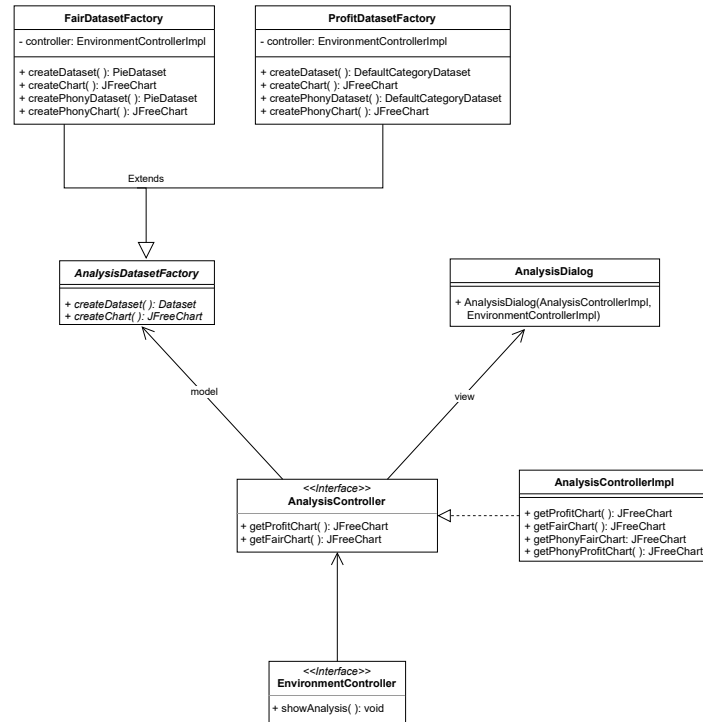 FairDatasetFactory
- controller: EnvironmentControllerImpl
+ createDataset( ): PieDataset
+ createChart( ): JFreeChart
+ createPhonyDataset( ): PieDataset
+ createPhonyChart( ): JFreeChart
ProfitDatasetFactory
- controller: EnvironmentControllerImpl
+ createDataset( ): DefaultCategoryDataset
+ createChart( ): JFreeChart
+ createPhonyDataset( ): DefaultCategoryDataset
+ createPhonyChart( ): JFreeChart
Extends
AnalysisDatasetFactory
+ createDataset( ): Dataset
+ createChart( ): JFreeChart
AnalysisDialog
+ AnalysisDialog(AnalysisControllerImpl,
EnvironmentControllerImpl)
model
view
<<Interface>>
AnalysisController
+ getProfitChart( ): JFreeChart
+ getFairChart( ): JFreeChart
AnalysisControllerImpl
+ getProfitChart( ): JFreeChart
+ getFairChart( ): JFreeChart
+ getPhonyFairChart: JFreeChart
+ getPhonyProfitChart( ): JFreeChart
<<Interface>>
EnvironmentController
+ showAnalysis( ): void